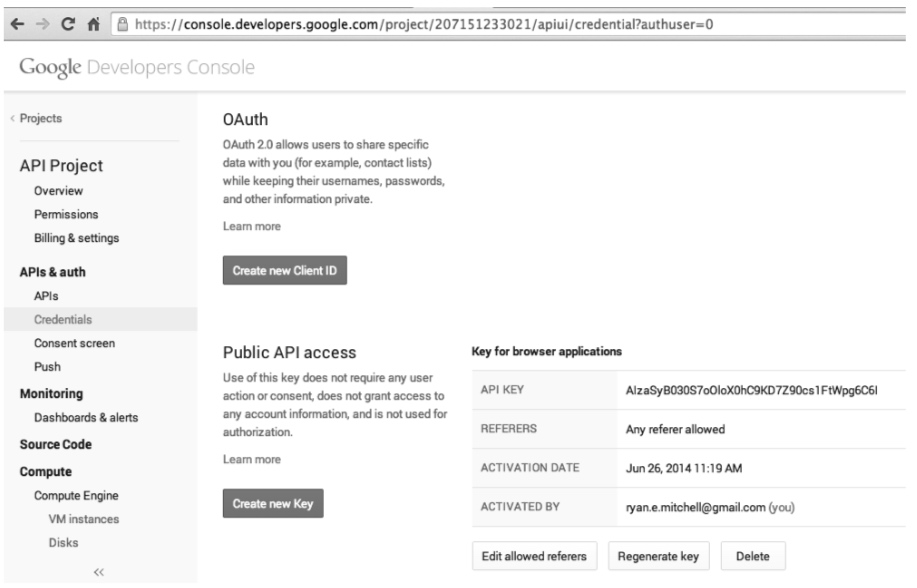 https://console.developers.google.com/project/207151233021/apiui/credential?authuser=0
Google Developers Console
< Projects
API Project
Overview
Permissions
Billing & settings
APIs & auth
APIs
Credentials
Consent screen
Push
Monitoring
Dashboards & alerts
Source Code
Compute
Compute Engine
VM instances
Disks
<<
OAuth
OAuth 2.0 allows users to share specific
data with you (for example, contact lists)
while keeping their usernames, passwords,
and other information private.
Learn more
Create new Client ID
Public API access
Use of this key does not require any user
action or consent, does not grant access to
any account information, and is not used for
authorization.
Learn more
Create new Key
Key for browser applications
API KEY AIzaSyB030S7oOloX0hC9KD7Z90cs1FtWpg6C6I
REFERERS Any referer allowed
ACTIVATION DATE Jun 26, 2014 11:19 AM
ACTIVATED BY ryan.e.mitchell@gmail.com (you)
Edit allowed referers Regenerate key Delete